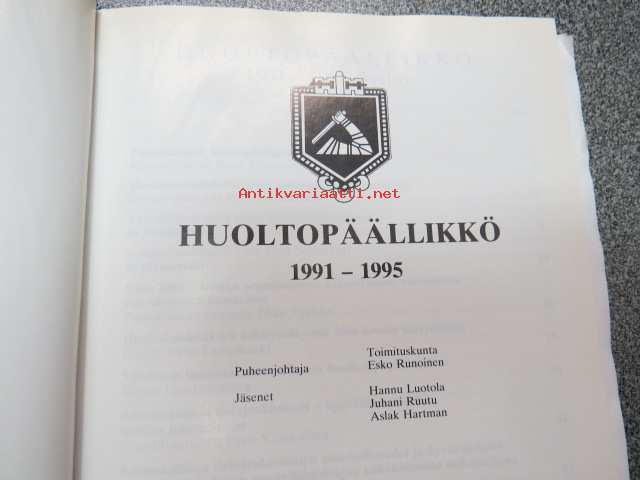 Antikvariaatti.net
HUOLTOPÄÄLLIKKÖ
1991 – 1995
Toimituskunta
Puheenjohtaja Esko Runoinen
Jäsenet Hannu Luotola
Juhani Ruutu
Aslak Hartman